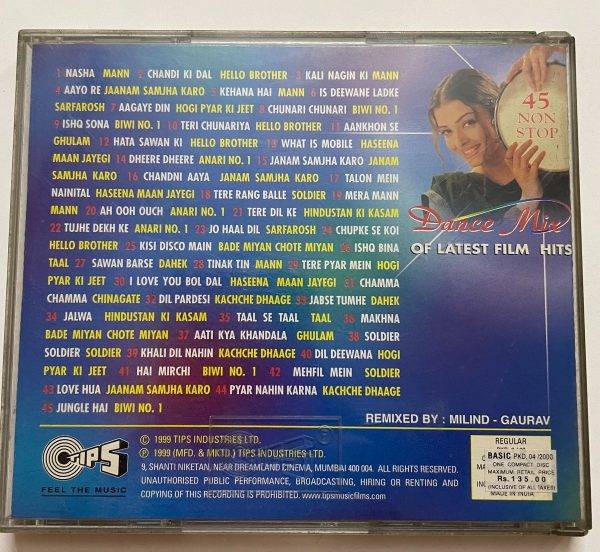 1 NASHA MANN 2 CHANDI KI DAL HELLO BROTHER 3 KALI NAGIN KI MANN
4 AAYO RE JAANAM SAMJHA KARO 5 KEHANA HAI MANN 6 IS DEEWANE LADKE
SARFAROSH 7 AAGAYE DIN HOGI PYAR KI JEET 8 CHUNARI CHUNARI BIWI NO. 1
9 ISHQ SONA BIWI NO. 1 10 TERI CHUNARIYA HELLO BROTHER 11 AANKHON SE
GHULAM 12 HATA SAWAN KI HELLO BROTHER 13 WHAT IS MOBILE HASEENA
MAAN JAYEGI 14 DHEERE DHEERE ANARI NO. 1 15 JANAM SAMJHA KARO JANAM
SAMJHA KARO 16 CHANDNI AAYA JANAM SAMJHA KARO 17 TALON MEIN
NAINITAL HASEENA MAAN JAYEGI 18 TERE RANG BALLE SOLDIER 19 MERA MANN
MANN 20 AH OOH OUCH ANARI NO. 1 21 TERE DIL KE HINDUSTAN KI KASAM
22 TUJHE DEKH KE ANARI NO. 1 23 JO HAAL DIL SARFAROSH 24 CHUPKE SE KOI
HELLO BROTHER 25 KISI DISCO MAIN BADE MIYAN CHOTE MIYAN 26 ISHQ BINA
TAAL 27 SAWAN BARSE DAHEK 28 TINAK TIN MANN 29 TERE PYAR MEIN HOGI
PYAR KI JEET 30 I LOVE YOU BOL DAL HASEENA MAAN JAYEGI 31 CHAMMA
CHAMMA CHINAGATE 32 DIL PARDESI KACHCHE DHAAGE 33 JABSE TUMHE DAHEK
34 JALWA HINDUSTAN KI KASAM 35 TAAL SE TAAL TAAL 36 MAKHNA
BADE MIYAN CHOTE MIYAN 37 AATI KYA KHANDALA GHULAM 38 SOLDIER
SOLDIER SOLDIER 39 KHALI DIL NAHIN KACHCHE DHAAGE 40 DIL DEEWANA HOGI
PYAR KI JEET 41 HAI MIRCHI BIWI NO. 1 42 MEHFIL MEIN SOLDIER
43 LOVE HUA JAANAM SAMJHA KARO 44 PYAR NAHIN KARNA KACHCHE DHAAGE
45 JUNGLE HAI BIWI NO. 1
45
NON
STOP
Dance Mix
OF LATEST FILM HITS
REMIXED BY : MILIND - GAURAV
TIPS
FEEL THE MUSIC
© 1999 TIPS INDUSTRIES LTD.
℗ 1999 (MFD. & MKTD.) TIPS INDUSTRIES LTD.
9, SHANTI NIKETAN, NEAR DREAMLAND CINEMA, MUMBAI 400 004. ALL RIGHTS RESERVED.
UNAUTHORISED PUBLIC PERFORMANCE, BROADCASTING, HIRING OR RENTING AND
COPYING OF THIS RECORDING IS PROHIBITED. www.tipsmusicfilms.com
REGULAR
BASIC PKD. 04/2000
ONE COMPACT DISC
MAXIMUM RETAIL PRICE
Rs. 135.00
(INCLUSIVE OF ALL TAXES)
MADE IN INDIA